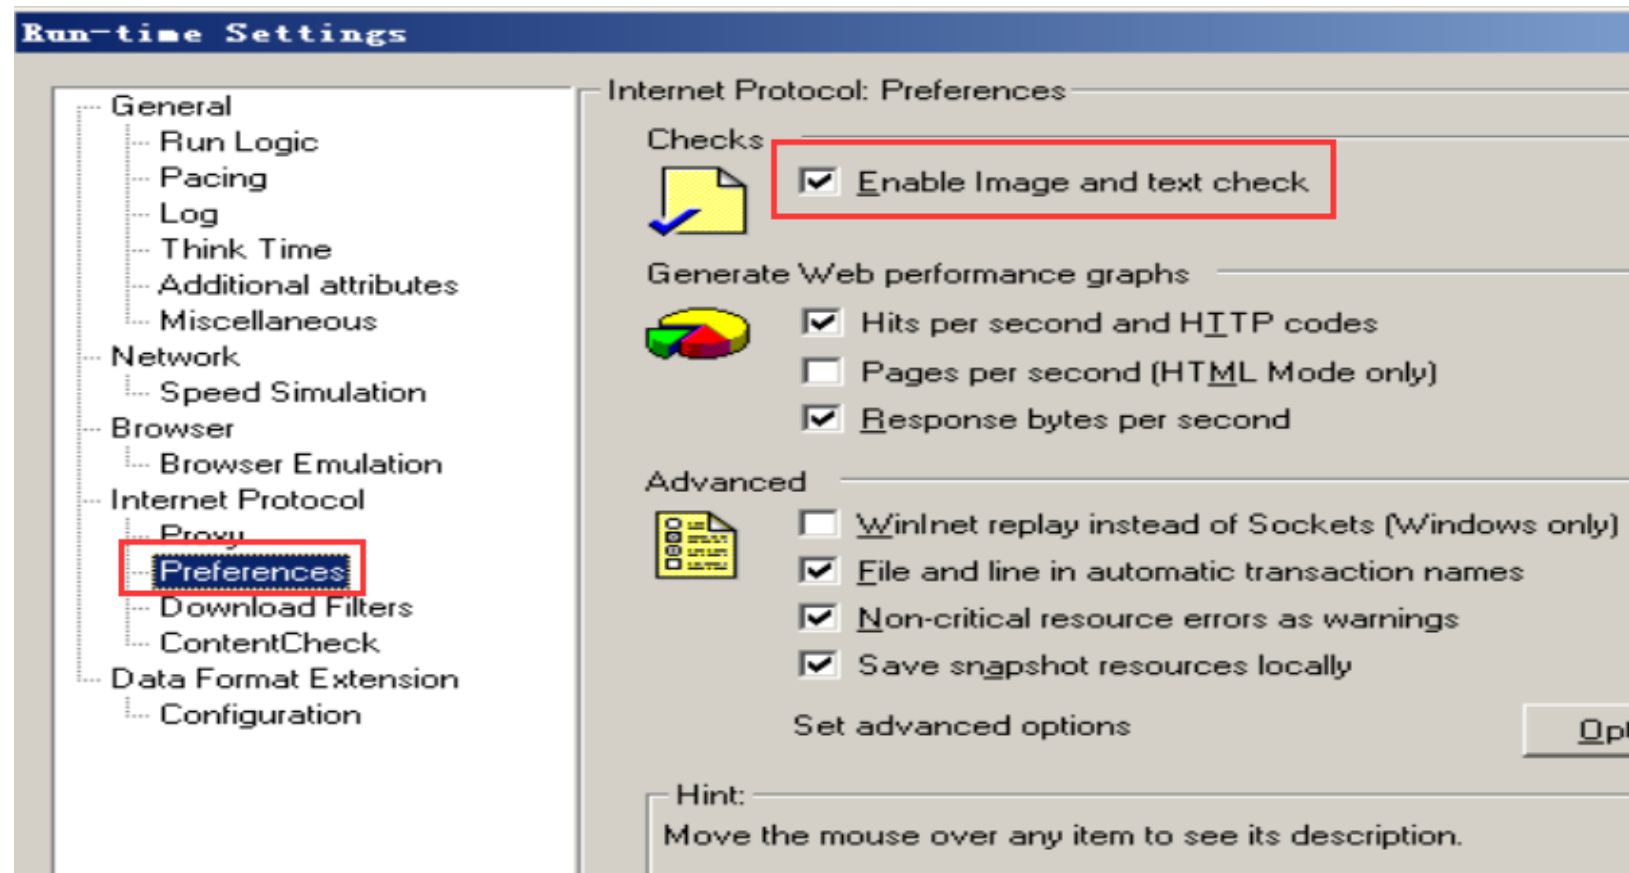 Run-time Settings
General
Run Logic
Pacing
Log
Think Time
Additional attributes
Miscellaneous
Network
Speed Simulation
Browser
Browser Emulation
Internet Protocol
Proxy
Preferences
Download Filters
ContentCheck
Data Format Extension
Configuration
Internet Protocol: Preferences
Checks
Enable Image and text check
Generate Web performance graphs
Hits per second and HTTP codes
Pages per second (HTML Mode only)
Response bytes per second
Advanced
WinInet replay instead of Sockets (Windows only)
File and line in automatic transaction names
Non-critical resource errors as warnings
Save snapshot resources locally
Set advanced options
Hint:
Move the mouse over any item to see its description.